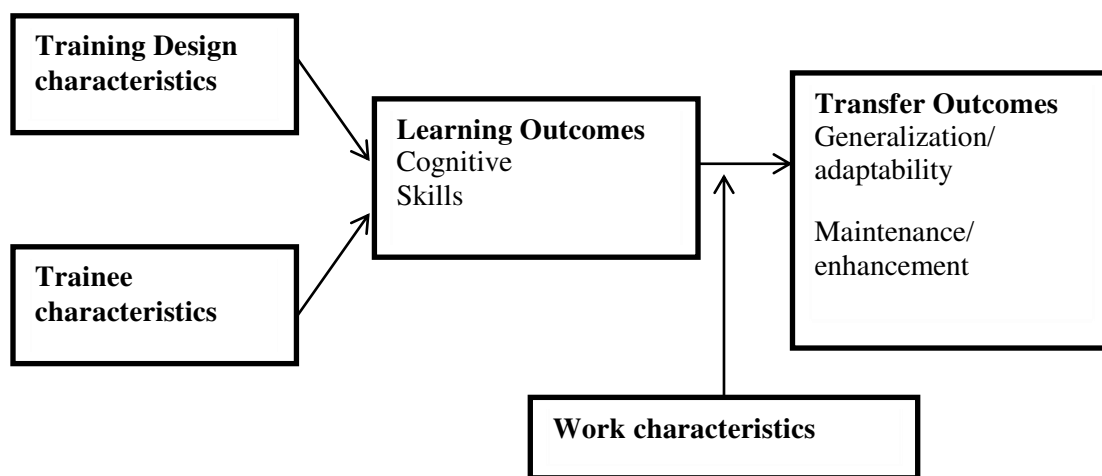 Training Design
characteristics
Learning Outcomes
Cognitive
Skills
Transfer Outcomes
Generalization/
adaptability
Maintenance/
enhancement
Trainee
characteristics
Work characteristics